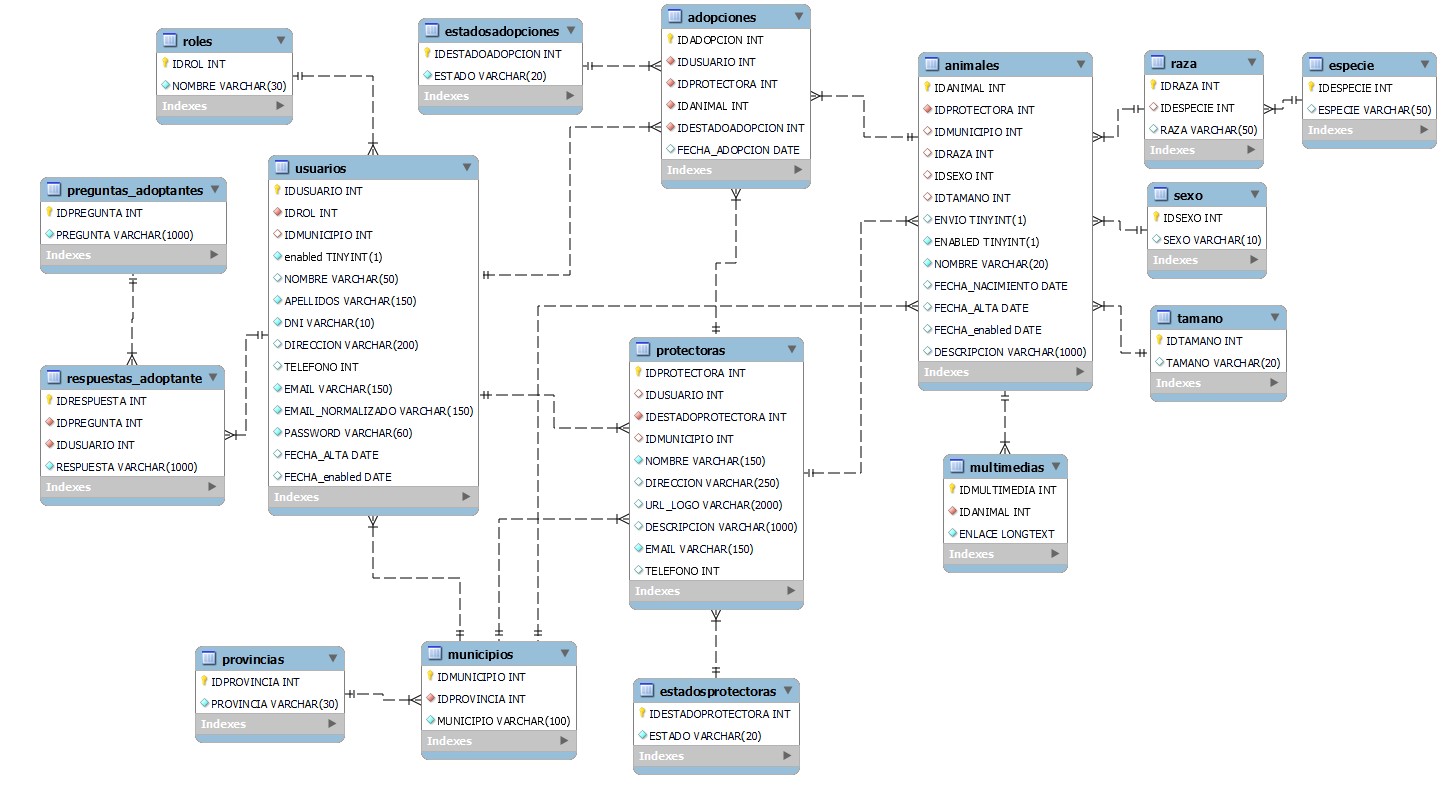 roles
IDROL INT
NOMBRE VARCHAR(30)
Indexes
estadosadopciones
IDESTADOADOPCION INT
ESTADO VARCHAR(20)
Indexes
adopciones
IDADOPCION INT
IDUSUARIO INT
IDPROTECTORA INT
IDANIMAL INT
IDESTADOADOPCION INT
FECHA_ADOPCION DATE
Indexes
animales
IDANIMAL INT
IDPROTECTORA INT
IDMUNICIPIO INT
IDRAZA INT
IDSEXO INT
IDTAMANO INT
ENVIO TINYINT(1)
ENABLED TINYINT(1)
NOMBRE VARCHAR(20)
FECHA_NACIMIENTO DATE
FECHA_ALTA DATE
FECHA_enabled DATE
DESCRIPCION VARCHAR(1000)
Indexes
raza
IDRAZA INT
IDESPECIE INT
RAZA VARCHAR(50)
Indexes
especie
IDESPECIE INT
ESPECIE VARCHAR(50)
Indexes
preguntas_adoptantes
IDPREGUNTA INT
PREGUNTA VARCHAR(1000)
Indexes
usuarios
IDUSUARIO INT
IDROL INT
IDMUNICIPIO INT
enabled TINYINT(1)
NOMBRE VARCHAR(50)
APELLIDOS VARCHAR(150)
DNI VARCHAR(10)
DIRECCION VARCHAR(200)
TELEFONO INT
EMAIL VARCHAR(150)
EMAIL_NORMALIZADO VARCHAR(150)
PASSWORD VARCHAR(60)
FECHA_ALTA DATE
FECHA_enabled DATE
Indexes
sexo
IDSEXO INT
SEXO VARCHAR(10)
Indexes
tamano
IDTAMANO INT
TAMANO VARCHAR(20)
Indexes
respuestas_adoptante
IDRESPUESTA INT
IDPREGUNTA INT
IDUSUARIO INT
RESPUESTA VARCHAR(1000)
Indexes
protectoras
IDPROTECTORA INT
IDUSUARIO INT
IDESTADOPROTECTORA INT
IDMUNICIPIO INT
NOMBRE VARCHAR(150)
DIRECCION VARCHAR(250)
URL_LOGO VARCHAR(2000)
DESCRIPCION VARCHAR(1000)
EMAIL VARCHAR(150)
TELEFONO INT
Indexes
multimedias
IDMULTIMEDIA INT
IDANIMAL INT
ENLACE LONGTEXT
Indexes
provincias
IDPROVINCIA INT
PROVINCIA VARCHAR(30)
Indexes
municipios
IDMUNICIPIO INT
IDPROVINCIA INT
MUNICIPIO VARCHAR(100)
Indexes
estadosprotectoras
IDESTADOPROTECTORA INT
ESTADO VARCHAR(20)
Indexes